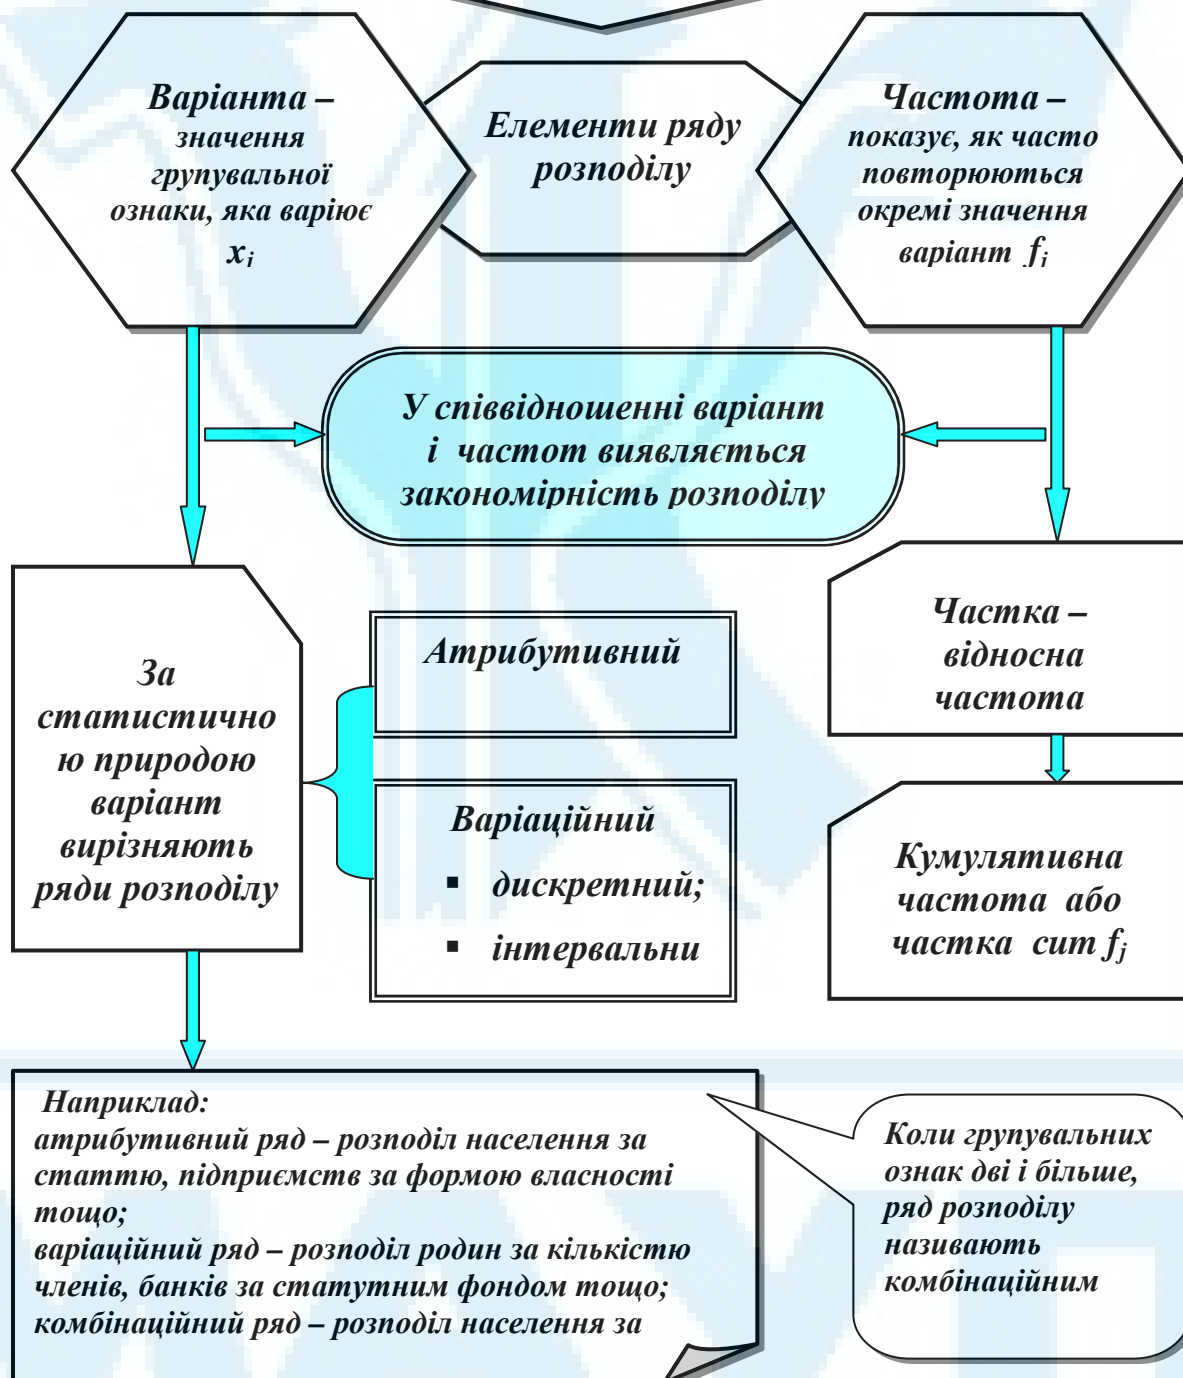 Варіанта –
значення
групувальної
ознаки, яка варіює
xi
Елементи ряду
розподілу
Частота –
показує, як часто
повторюються
окремі значення
варіант fi
У співвідношенні варіант
і частот виявляється
закономірність розподілу
За
статистично
ю природою
варіант
вирізняють
ряди розподілу
Атрибутивний
Варіаційний
▪ дискретний;
▪ інтервальни
Частка –
відносна
частота
Кумулятивна
частота або
частка cum fj
Наприклад:
атрибутивний ряд – розподіл населення за
статтю, підприємств за формою власності
тощо;
варіаційний ряд – розподіл родин за кількістю
членів, банків за статутним фондом тощо;
комбінаційний ряд – розподіл населення за
Коли групувальних
ознак дві і більше,
ряд розподілу
називають
комбінаційним